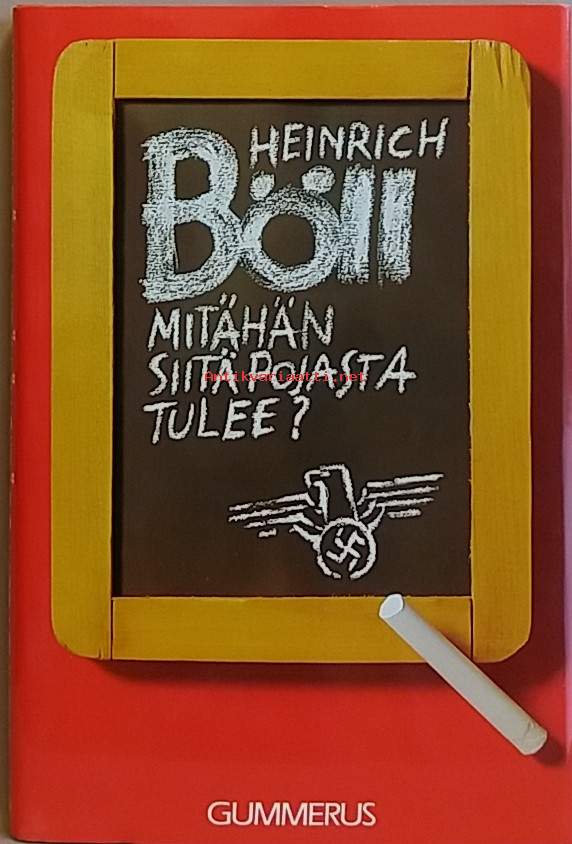 HEINRICH
Böll
MITÄHÄN
SIITÄ POJASTA
Antikvariaatti.net
TULEE?
GUMMERUS